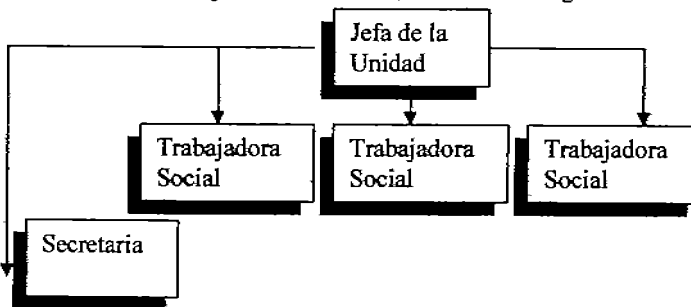 Jefa de la
Unidad
Trabajadora
Social
Trabajadora
Social
Trabajadora
Social
Secretaria